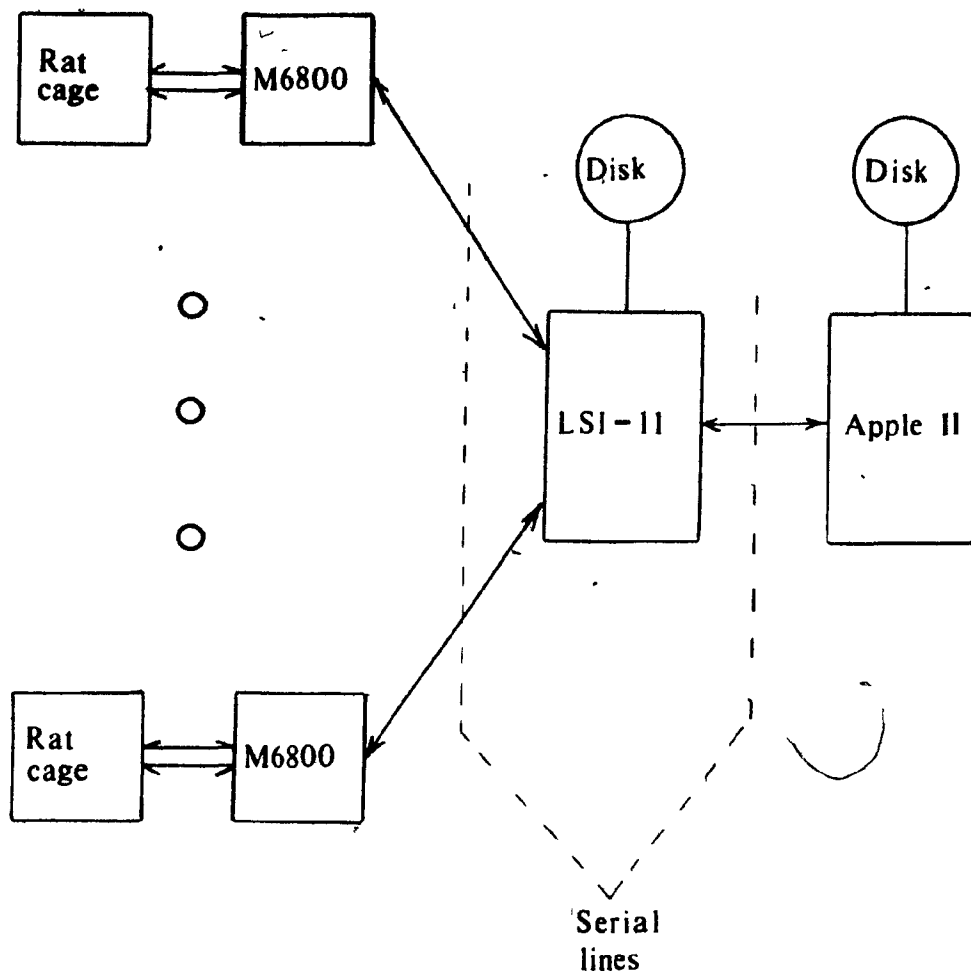 Rat
cage
M6800
Disk
Disk
LSI-11
Apple II
Rat
cage
M6800
Serial
lines